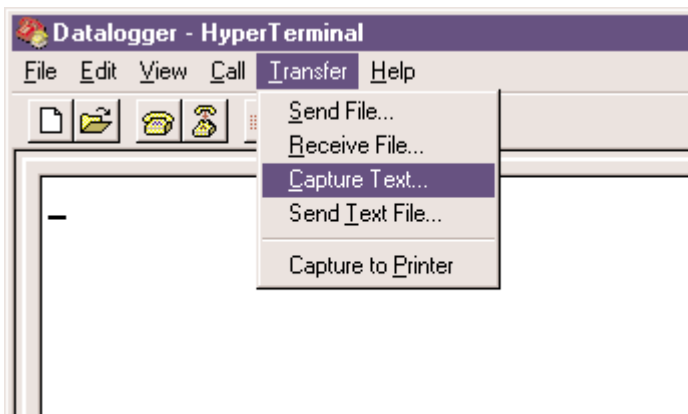 Datalogger - HyperTerminal
File Edit View Call Transfer Help
Send File...
Receive File...
Capture Text...
Send Text File...
Capture to Printer